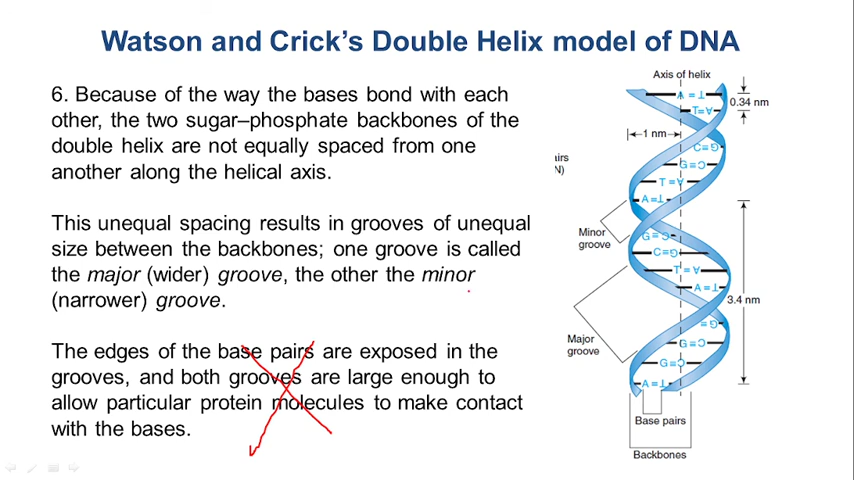 Watson and Crick's Double Helix model of DNA
6. Because of the way the bases bond with each
other, the two sugar–phosphate backbones of the
double helix are not equally spaced from one
another along the helical axis.
This unequal spacing results in grooves of unequal
size between the backbones; one groove is called
the major (wider) groove, the other the minor
(narrower) groove.
The edges of the base pairs are exposed in the
grooves, and both grooves are large enough to
allow particular protein molecules to make contact
with the bases.
Axis of helix
0.34 nm
1 nm
airs
N)
Minor
groove
3.4 nm
Major
groove
Base pairs
Backbones